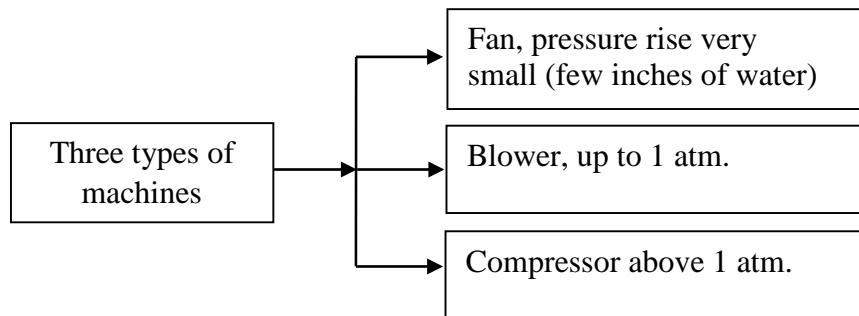 Fan, pressure rise very
small (few inches of water)
Three types of
machines
Blower, up to 1 atm.
Compressor above 1 atm.